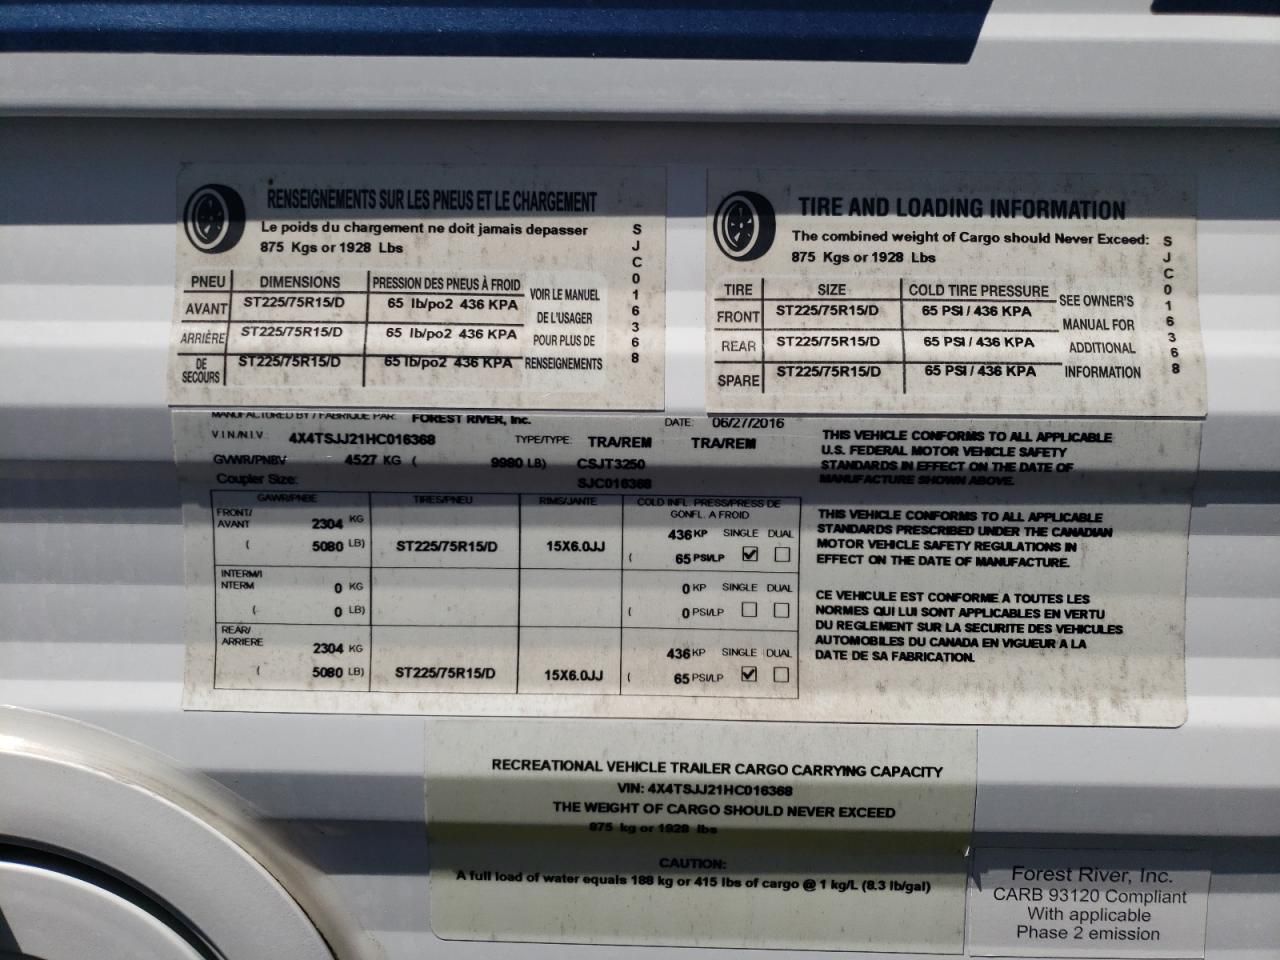 RENSEIGNEMENTS SUR LES PNEUS ET LE CHARGEMENT
Le poids du chargement ne doit jamais depasser
875 Kgs or 1928 Lbs
PNEU DIMENSIONS PRESSION DES PNEUS À FROID
AVANT ST225/75R15/D 65 lb/po2 436 KPA
ARRIÈRE ST225/75R15/D 65 lb/po2 436 KPA
DE SECOURS ST225/75R15/D 65 lb/po2 436 KPA
VOIR LE MANUEL
DE L'USAGER
POUR PLUS DE
RENSEIGNEMENTS
SJC016368
TIRE AND LOADING INFORMATION
The combined weight of Cargo should Never Exceed:
875 Kgs or 1928 Lbs
TIRE SIZE COLD TIRE PRESSURE
FRONT ST225/75R15/D 65 PSI / 436 KPA
REAR ST225/75R15/D 65 PSI / 436 KPA
SPARE ST225/75R15/D 65 PSI / 436 KPA
SEE OWNER'S
MANUAL FOR
ADDITIONAL
INFORMATION
SJC016368
MANUFACTURED BY / FABRIQUE PAR: FOREST RIVER, Inc. DATE: 06/27/2016
V.I.N/N.I.V. 4X4TSJJ21HC016368 TYPE/TYPE: TRA/REM TRA/REM
GVWR/PNBV 4527 KG ( 9980 LB) CSJT3250
Coupler Size: SJC016368
GAWR/PNBE TIRES/PNEU RIMS/JANTE COLD INFL. PRESS/PRESS DE
GONFL. A FROID
FRONT/
AVANT 2304 KG 436 KP SINGLE DUAL
( 5080 LB) ST225/75R15/D 15X6.0JJ ( 65 PSI/LP
INTERM/I
NTERM 0 KG 0 KP SINGLE DUAL
( 0 LB) ( 0 PSI/LP
REAR/
ARRIERE 2304 KG 436 KP SINGLE DUAL
( 5080 LB) ST225/75R15/D 15X6.0JJ ( 65 PSI/LP
THIS VEHICLE CONFORMS TO ALL APPLICABLE
U.S. FEDERAL MOTOR VEHICLE SAFETY
STANDARDS IN EFFECT ON THE DATE OF
MANUFACTURE SHOWN ABOVE.
THIS VEHICLE CONFORMS TO ALL APPLICABLE
STANDARDS PRESCRIBED UNDER THE CANADIAN
MOTOR VEHICLE SAFETY REGULATIONS IN
EFFECT ON THE DATE OF MANUFACTURE.
CE VEHICULE EST CONFORME A TOUTES LES
NORMES QUI LUI SONT APPLICABLES EN VERTU
DU REGLEMENT SUR LA SECURITE DES VEHICULES
AUTOMOBILES DU CANADA EN VIGUEUR A LA
DATE DE SA FABRICATION.
RECREATIONAL VEHICLE TRAILER CARGO CARRYING CAPACITY
VIN: 4X4TSJJ21HC016368
THE WEIGHT OF CARGO SHOULD NEVER EXCEED
875 kg or 1928 lbs
CAUTION:
A full load of water equals 188 kg or 415 lbs of cargo @ 1 kg/L (8.3 lb/gal)
Forest River, Inc.
CARB 93120 Compliant
With applicable
Phase 2 emission